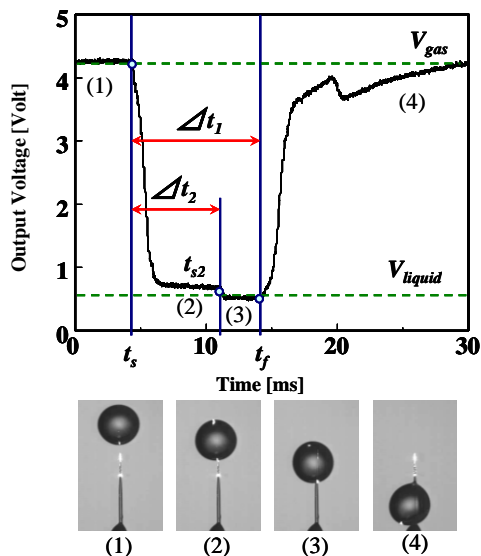 5
4
3
2
1
0
Output Voltage [Volt]
V_gas
(1)
(4)
⊿t_1
⊿t_2
t_s2
V_liquid
(2)
(3)
0
10
20
30
t_s
t_f
Time [ms]
(1)
(2)
(3)
(4)